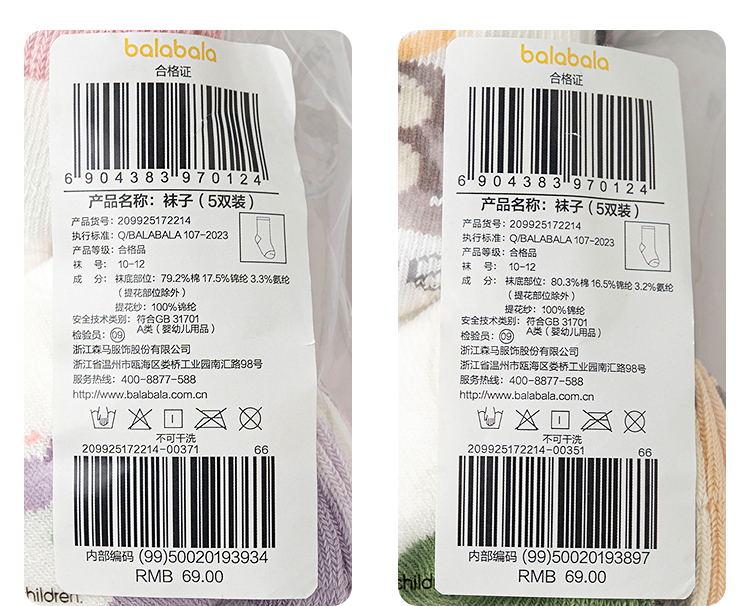 balabala
合格证
6 904383 970124
产品名称：袜子（5双装）
产品货号：209925172214
执行标准：Q/BALABALA 107-2023
产品等级：合格品
袜　号：10-12
成　分：袜底部位：79.2%棉 17.5%锦纶 3.3%氨纶
（提花部位除外）
提花纱：100%锦纶
安全技术类别：符合GB 31701
A类（婴幼儿用品）
检验员：09
浙江森马服饰股份有限公司
浙江省温州市瓯海区娄桥工业园南汇路98号
服务热线：400-8877-588
http://www.balabala.com.cn
不可干洗
209925172214-00371 66
内部编码 (99)50020193934
RMB 69.00
children.
balabala
合格证
6 904383 970124
产品名称：袜子（5双装）
产品货号：209925172214
执行标准：Q/BALABALA 107-2023
产品等级：合格品
袜　号：10-12
成　分：袜底部位：80.3%棉 16.5%锦纶 3.2%氨纶
（提花部位除外）
提花纱：100%锦纶
安全技术类别：符合GB 31701
A类（婴幼儿用品）
检验员：09
浙江森马服饰股份有限公司
浙江省温州市瓯海区娄桥工业园南汇路98号
服务热线：400-8877-588
http://www.balabala.com.cn
不可干洗
209925172214-00351 66
内部编码 (99)50020193897
RMB 69.00
child